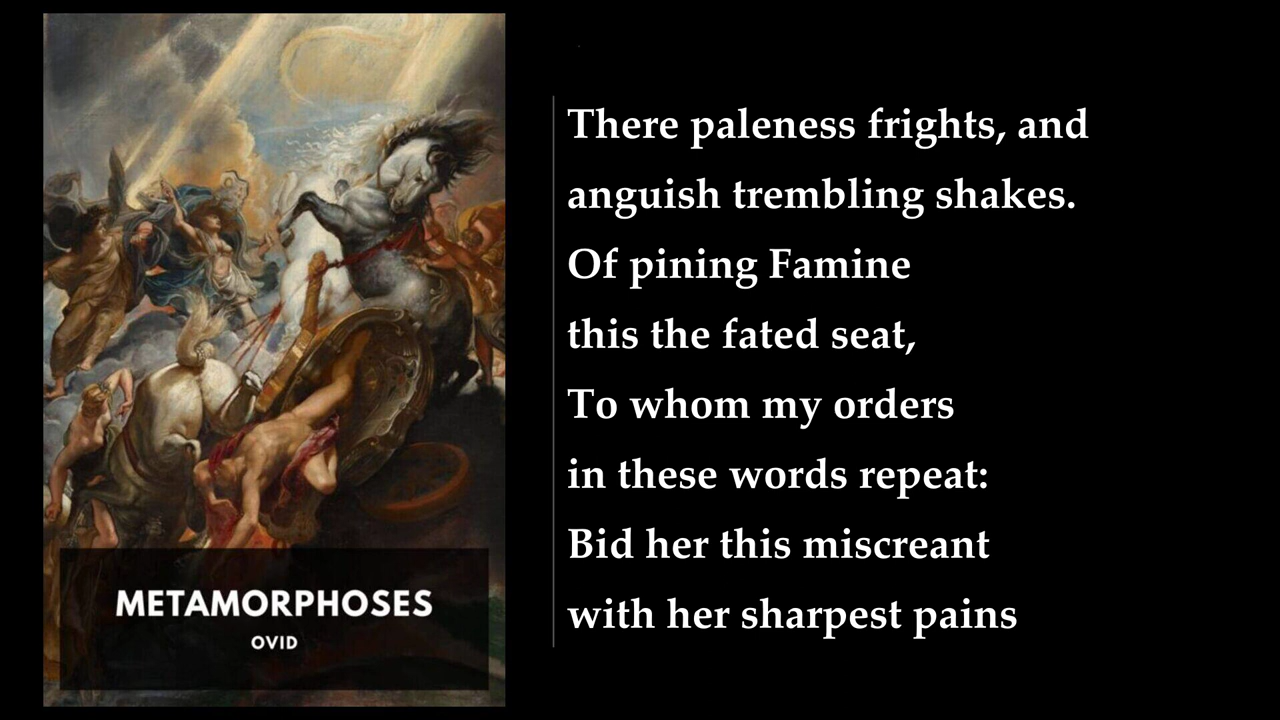 METAMORPHOSES
OVID
There paleness frights, and
anguish trembling shakes.
Of pining Famine
this the fated seat,
To whom my orders
in these words repeat:
Bid her this miscreant
with her sharpest pains